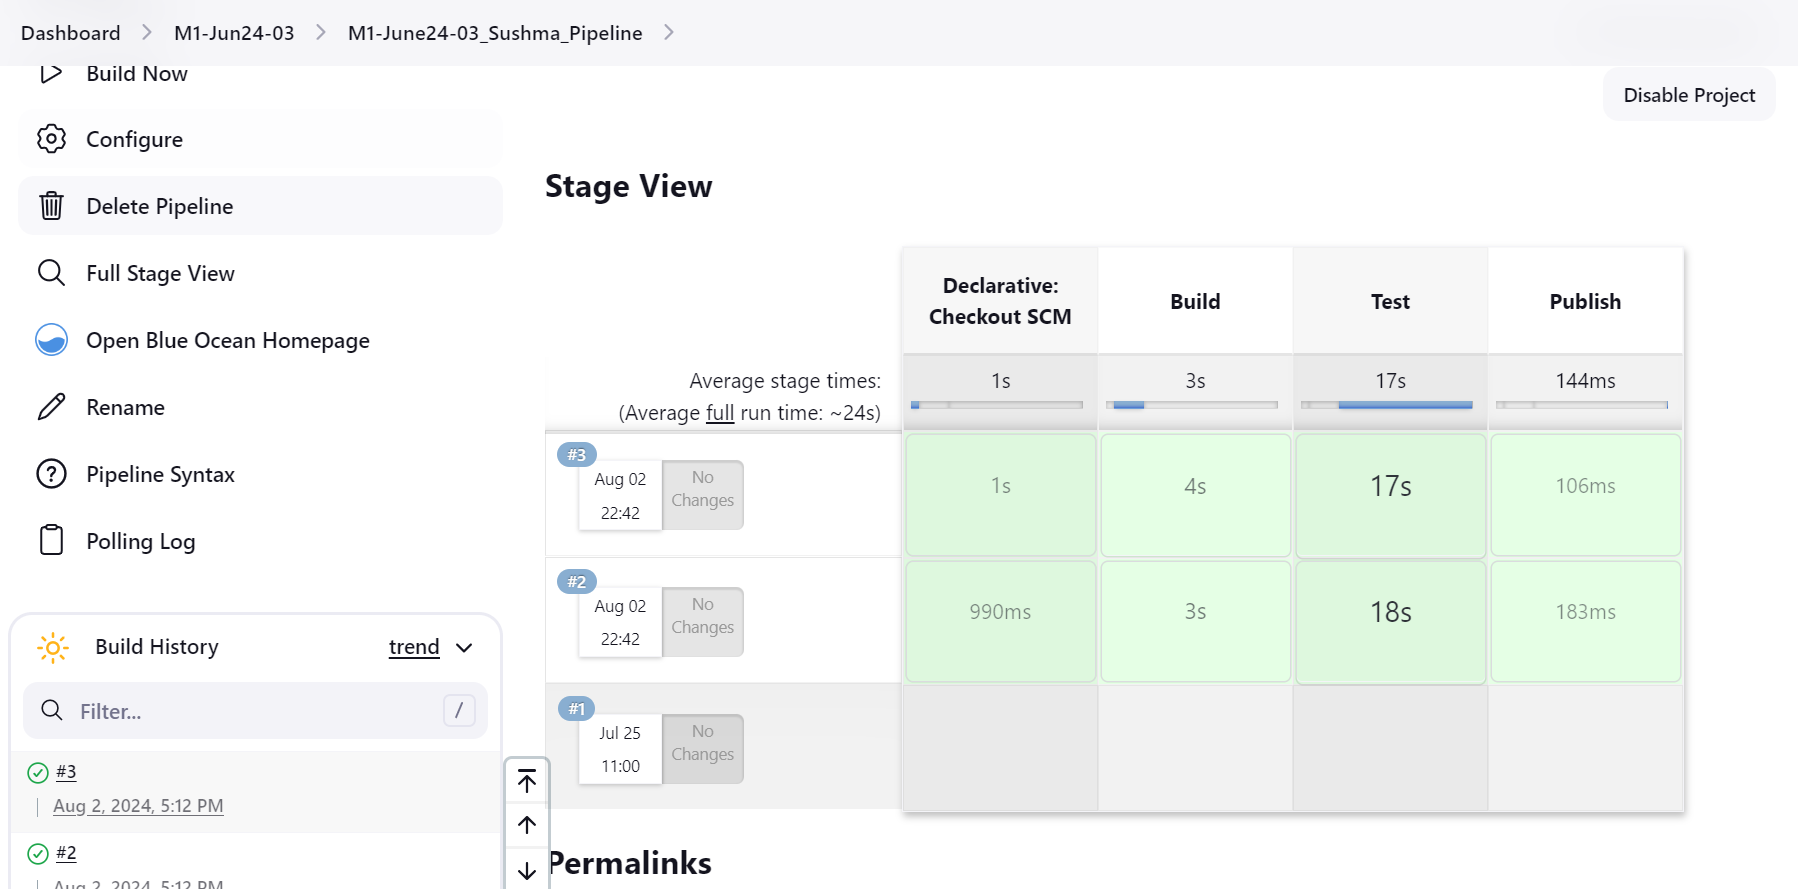 Dashboard
M1-Jun24-03
M1-June24-03_Sushma_Pipeline
Build Now
Configure
Delete Pipeline
Full Stage View
Open Blue Ocean Homepage
Rename
Pipeline Syntax
Polling Log
Build History
trend
Filter...
/
#3
Aug 2, 2024, 5:12 PM
#2
Aug 2, 2024, 5:12 PM
Disable Project
Stage View
Declarative:
Checkout SCM
Build
Test
Publish
Average stage times:
(Average full run time: ~24s)
1s
3s
17s
144ms
#3
Aug 02
22:42
No
Changes
1s
4s
17s
106ms
#2
Aug 02
22:42
No
Changes
990ms
3s
18s
183ms
#1
Jul 25
11:00
No
Changes
Permalinks